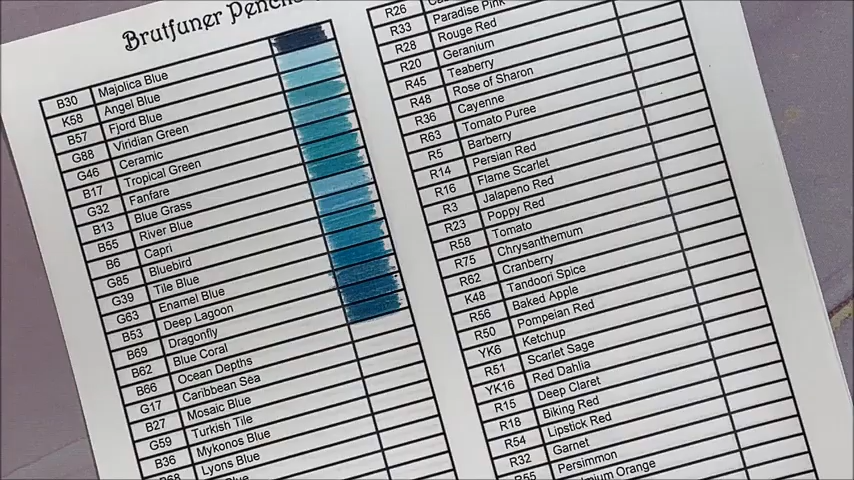 Brutfuner Pencils
B30 Majolica Blue
K58 Angel Blue
B57 Fjord Blue
G88 Viridian Green
G46 Ceramic
B17 Tropical Green
G32 Fanfare
B13 Blue Grass
B55 River Blue
B6 Capri
G85 Bluebird
G39 Tile Blue
G63 Enamel Blue
B53 Deep Lagoon
B69 Dragonfly
B62 Blue Coral
B66 Ocean Depths
G17 Caribbean Sea
B27 Mosaic Blue
G59 Turkish Tile
B36 Mykonos Blue
B68 Lyons Blue
R26
R33 Paradise Pink
R28 Rouge Red
R20 Geranium
R45 Teaberry
R48 Rose of Sharon
R36 Cayenne
R63 Tomato Puree
R5 Barberry
R14 Persian Red
R16 Flame Scarlet
R3 Jalapeno Red
R23 Poppy Red
R58 Tomato
R75 Chrysanthemum
R62 Cranberry
K48 Tandoori Spice
R56 Baked Apple
R50 Pompeian Red
YK6 Ketchup
R51 Scarlet Sage
YK16 Red Dahlia
R15 Deep Claret
R18 Biking Red
R54 Lipstick Red
R32 Garnet
R55 Persimmon
Orange